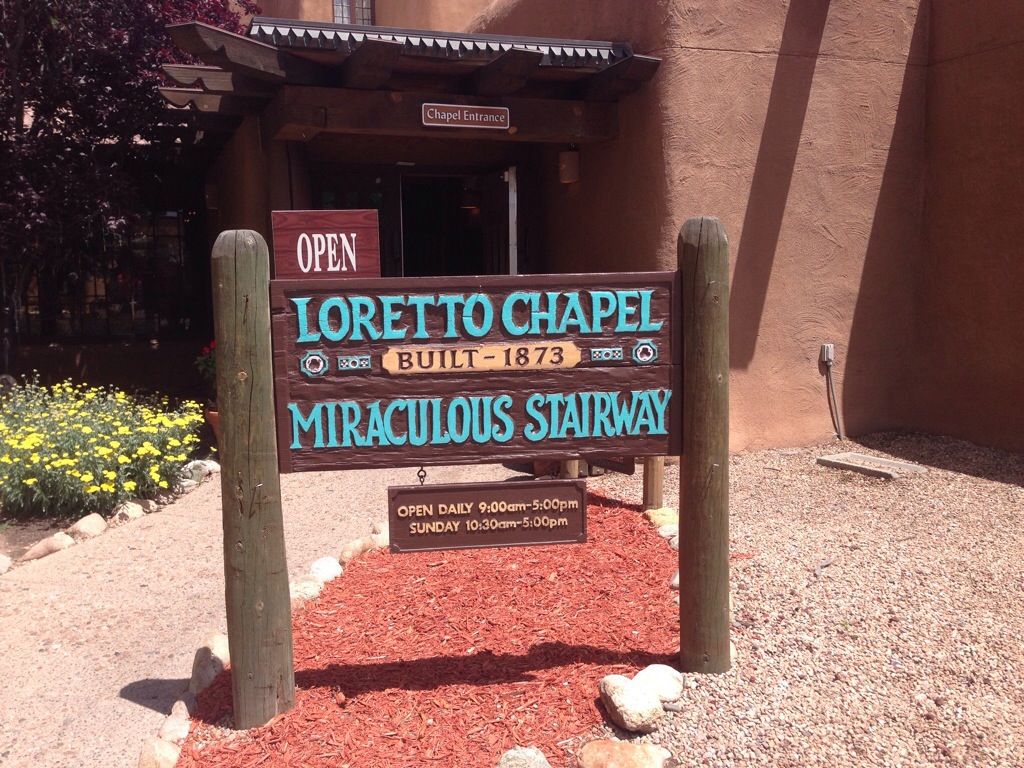 Chapel Entrance
OPEN
LORETTO CHAPEL
BUILT - 1873
MIRACULOUS STAIRWAY
OPEN DAILY 9:00am-5:00pm
SUNDAY 10:30am-5:00pm